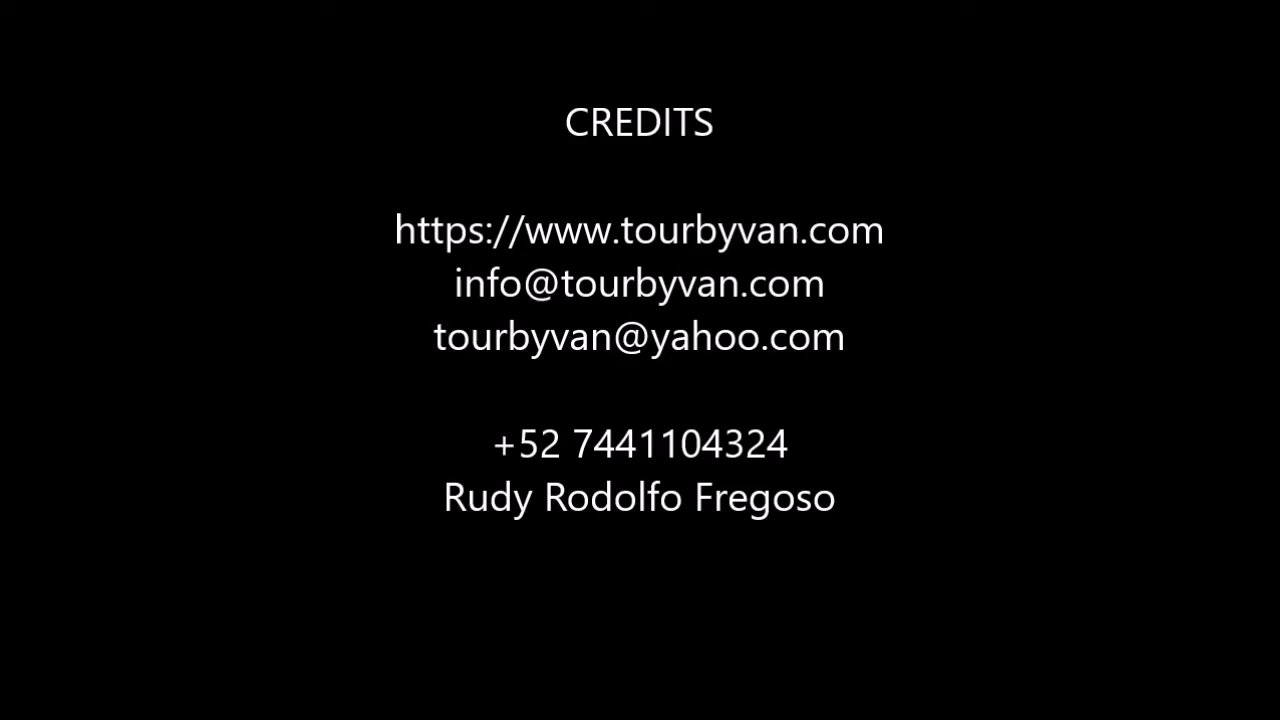 CREDITS
https://www.tourbyvan.com
info@tourbyvan.com
tourbyvan@yahoo.com
+52 7441104324
Rudy Rodolfo Fregoso